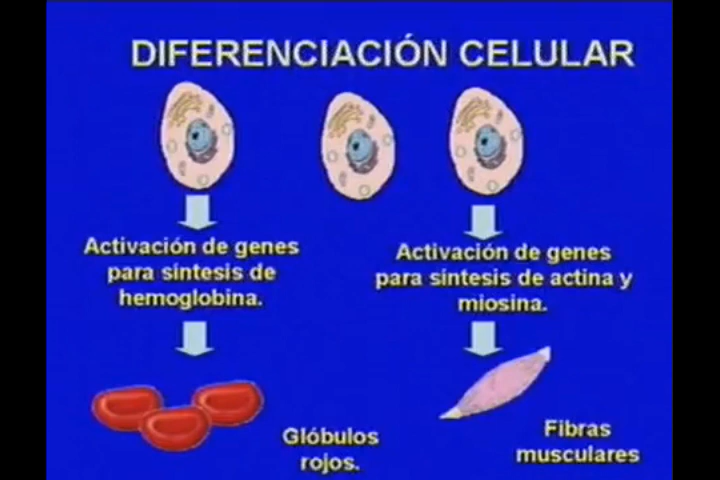 DIFERENCIACIÓN CELULAR
Activación de genes
para síntesis de
hemoglobina.
Activación de genes
para síntesis de actina y
miosina.
Glóbulos
rojos.
Fibras
musculares